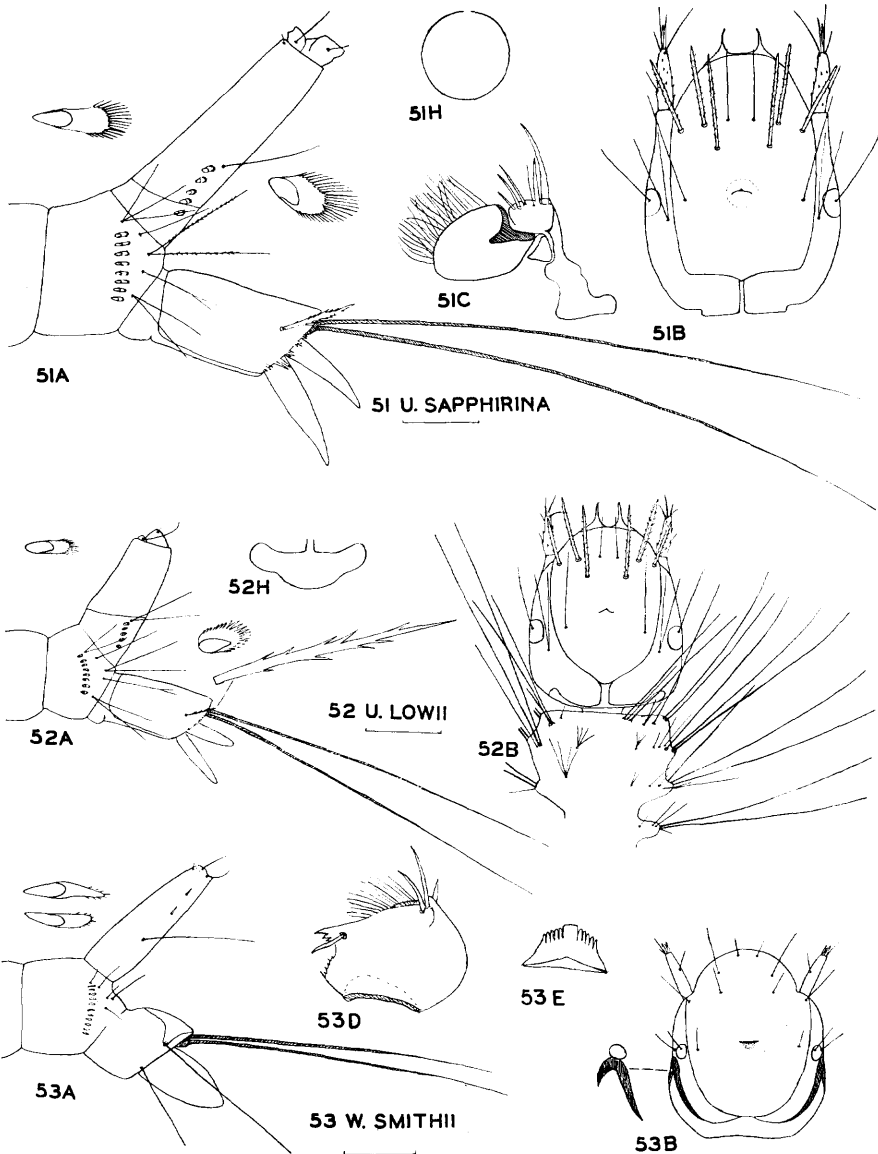 51H
51C
51B
51A
51 U. SAPPHIRINA
52H
52 U. LOWII
52A
52B
53D
53E
53A
53 W. SMITHII
53B